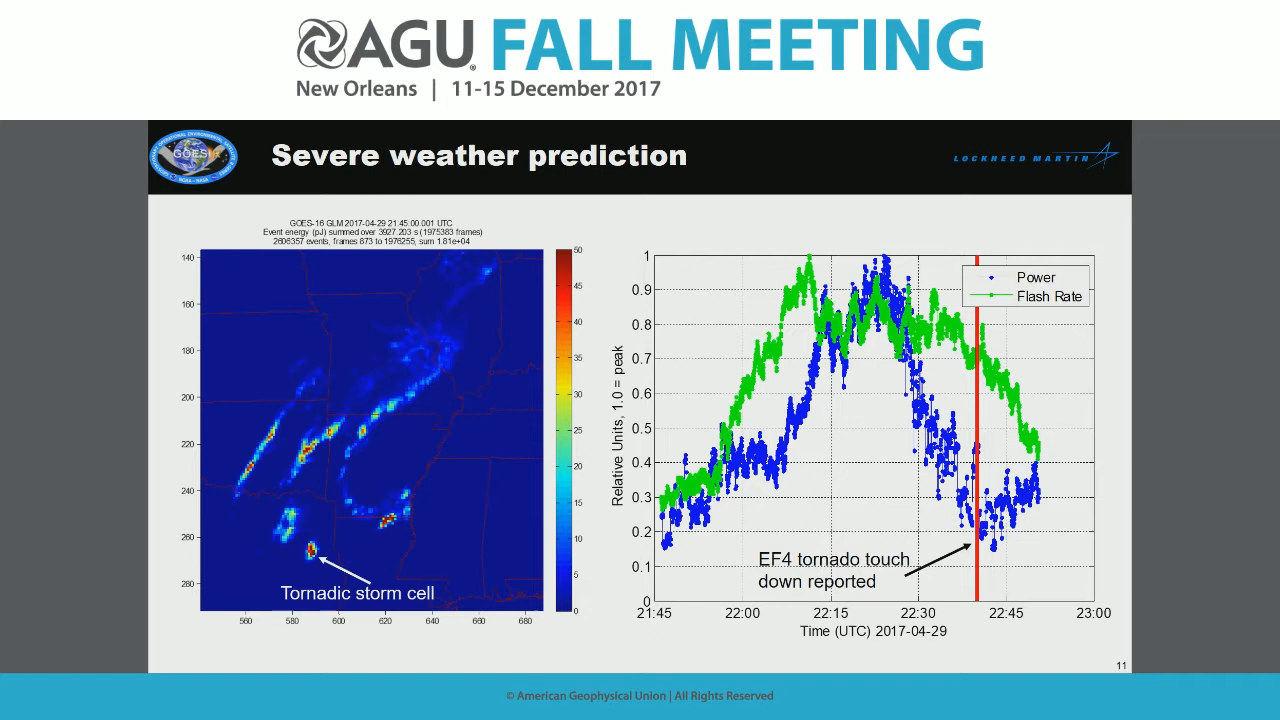 AGU FALL MEETING
New Orleans | 11-15 December 2017
GOES-R
NOAA - NASA
Severe weather prediction
LOCKHEED MARTIN
GOES-16 GLM 2017-04-29 21:45:00.001 UTC
Event energy (pJ) summed over 3927.203 s (1975383 frames)
2606357 events, frames 873 to 1976255, sum 1.81e+04
140
160
180
200
220
240
260
280
560
580
600
620
640
660
680
50
45
40
35
30
25
20
15
10
5
0
Tornadic storm cell
Relative Units, 1.0 = peak
1
0.9
0.8
0.7
0.6
0.5
0.4
0.3
0.2
0.1
0
Power
Flash Rate
EF4 tornado touch
down reported
21:45
22:00
22:15
22:30
22:45
23:00
Time (UTC) 2017-04-29
11
© American Geophysical Union | All Rights Reserved